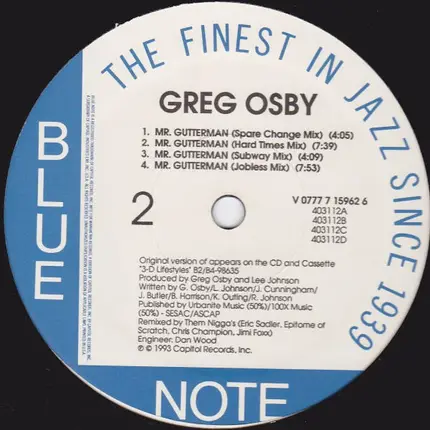 THE FINEST IN JAZZ SINCE 1939
BLUE
GREG OSBY
1. MR. GUTTERMAN (Spare Change Mix) (4:05)
2. MR. GUTTERMAN (Hard Times Mix) (7:39)
3. MR. GUTTERMAN (Subway Mix) (4:09)
4. MR. GUTTERMAN (Jobless Mix) (7:53)
2
V 0777 7 15962 6
403112A
403112B
403112C
403112D
Original version of appears on the CD and Cassette
"3-D Lifestyles" B2/B4-98635
Produced by Greg Osby and Lee Johnson
Written by G. Osby/L. Johnson/J. Cunningham/
J. Butler/B. Harrison/K. Outing/R. Johnson
Published by Urbanite Music (50%)/100X Music
(50%) - SESAC/ASCAP
Remixed by Them Nigga's (Eric Sadler, Epitome of
Scratch, Chris Champion, Jimi Foxx)
Engineer: Dan Wood
℗ © 1993 Capitol Records, Inc.
NOTE